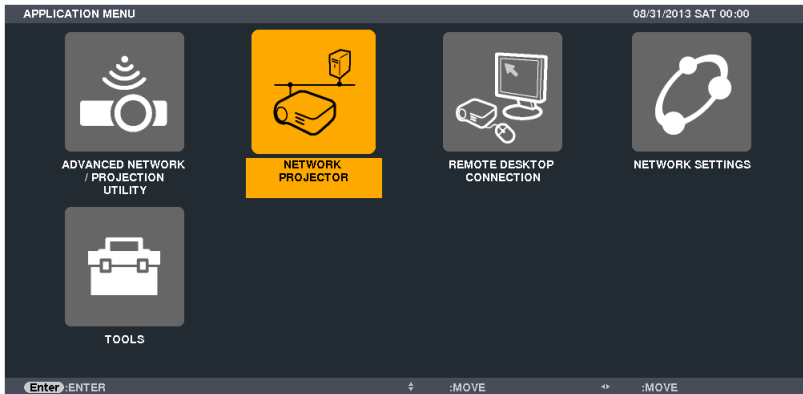 APPLICATION MENU
08/31/2013 SAT 00:00
ADVANCED NETWORK
/ PROJECTION
UTILITY
NETWORK
PROJECTOR
REMOTE DESKTOP
CONNECTION
NETWORK SETTINGS
TOOLS
Enter :ENTER
:MOVE
:MOVE